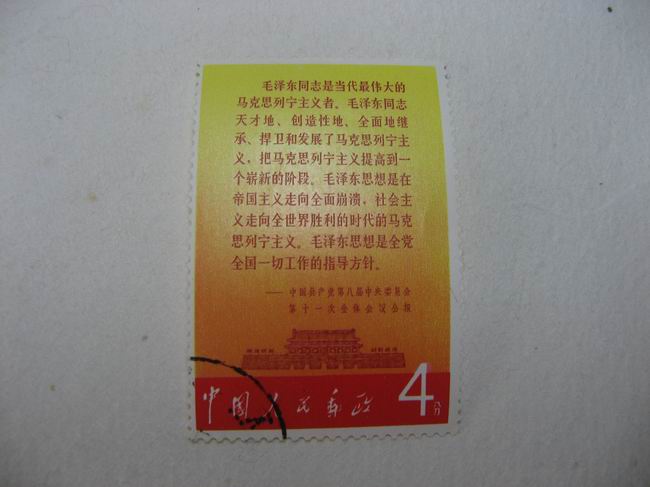 毛泽东同志是当代最伟大的
马克思列宁主义者。毛泽东同志
天才地、创造性地、全面地继
承、捍卫和发展了马克思列宁主
义，把马克思列宁主义提高到一
个崭新的阶段。毛泽东思想是在
帝国主义走向全面崩溃，社会主
义走向全世界胜利的时代的马克
思列宁主义。毛泽东思想是全党
全国一切工作的指导方针。
——中国共产党第八届中央委员会
第十一次全体会议公报
中国人民邮政
4八分